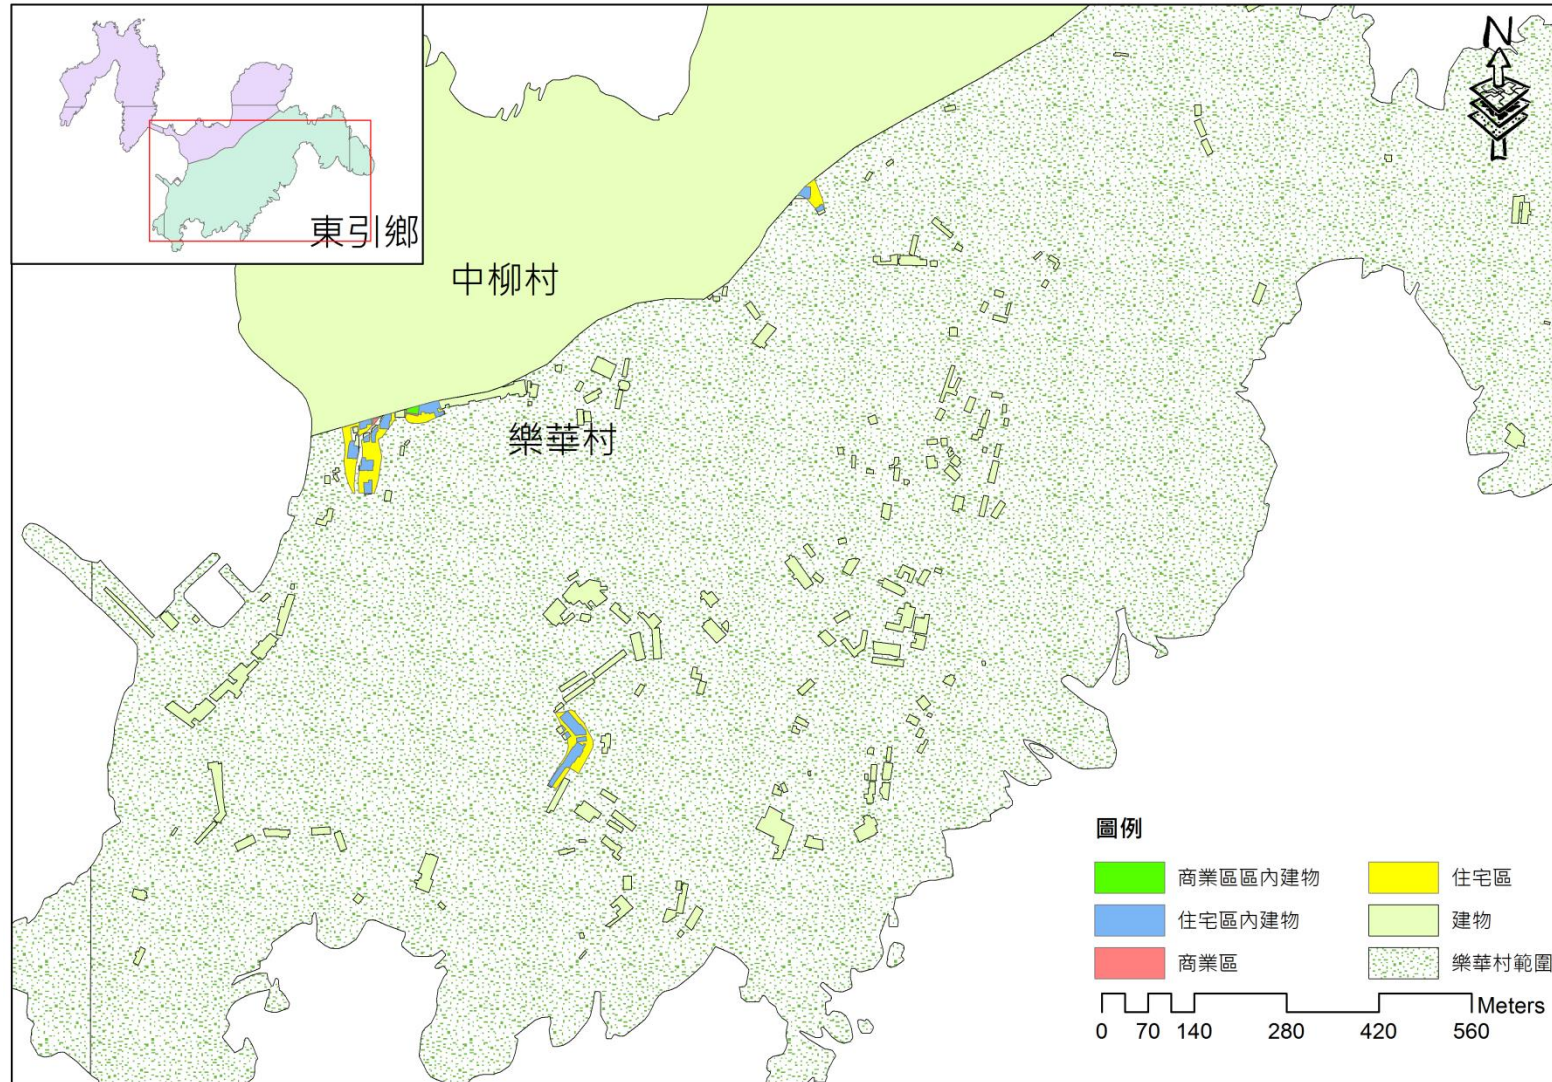 東引鄉
N
中柳村
樂華村
圖例
商業區區內建物
住宅區
住宅區內建物
建物
商業區
樂華村範圍
Meters
0 70 140 280 420 560